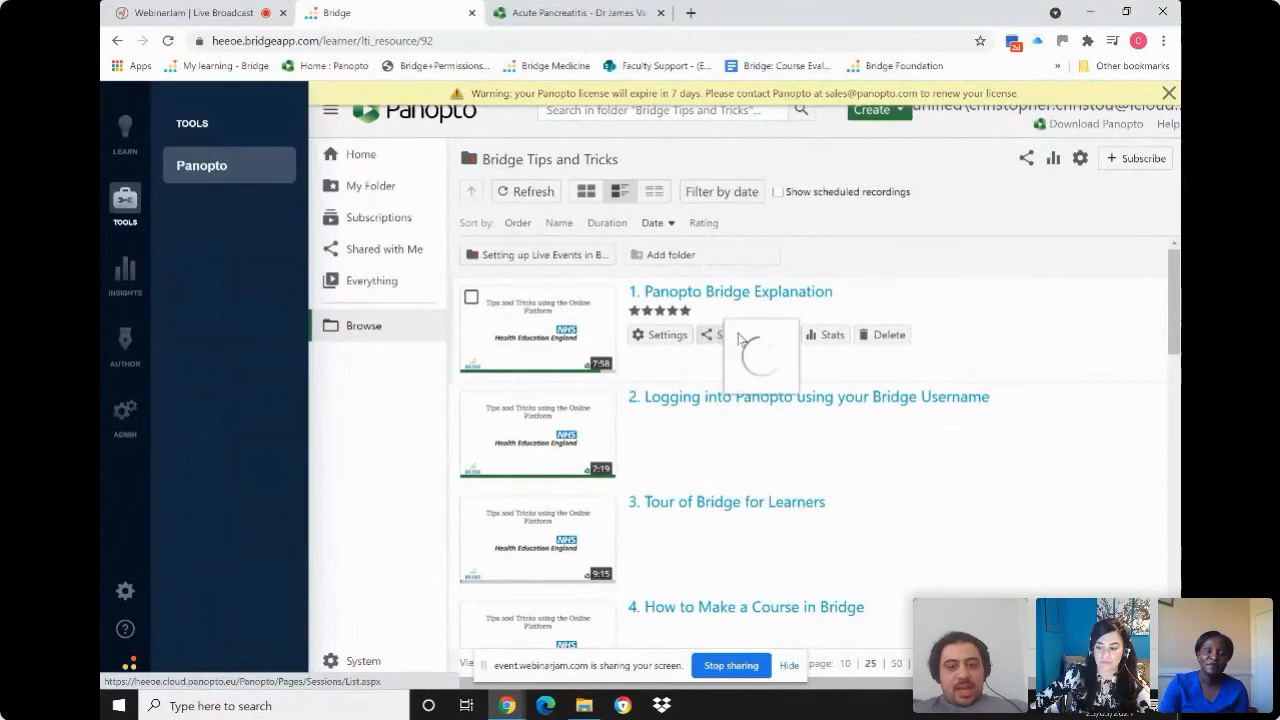 WebinarJam | Live Broadcast
Bridge
Acute Pancreatitis - Dr James Va
heeoe.bridgeapp.com/learner/lti_resource/92
Apps
My learning - Bridge
Home : Panopto
Bridge+Permissions...
Bridge Medicine
Faculty Support - (E...
Bridge: Course Eval...
Bridge Foundation
»
Other bookmarks
Warning: your Panopto license will expire in 7 days. Please contact Panopto at sales@panopto.com to renew your license.
Panopto
Search in folder "Bridge Tips and Tricks"...
Create
Download Panopto
Help
LEARN
TOOLS
INSIGHTS
AUTHOR
ADMIN
TOOLS
Panopto
Home
My Folder
Subscriptions
Shared with Me
Everything
Browse
System
Bridge Tips and Tricks
+ Subscribe
Refresh
Filter by date
Show scheduled recordings
Sort by: Order Name Duration Date Rating
Setting up Live Events in B...
Add folder
Tips and Tricks using the Online
Platform
NHS
Health Education England
7:58
1. Panopto Bridge Explanation
Settings
S
Stats
Delete
Tips and Tricks using the Online
Platform
NHS
Health Education England
2:19
2. Logging into Panopto using your Bridge Username
Tips and Tricks using the Online
Platform
NHS
Health Education England
9:15
3. Tour of Bridge for Learners
Tips and Tricks using the Online
Platform
NHS
4. How to Make a Course in Bridge
event.webinarjam.com is sharing your screen.
Stop sharing
Hide
page: 10 | 25 | 50 |
https://heeoe.cloud.panopto.eu/Panopto/Pages/Sessions/List.aspx
Type here to search